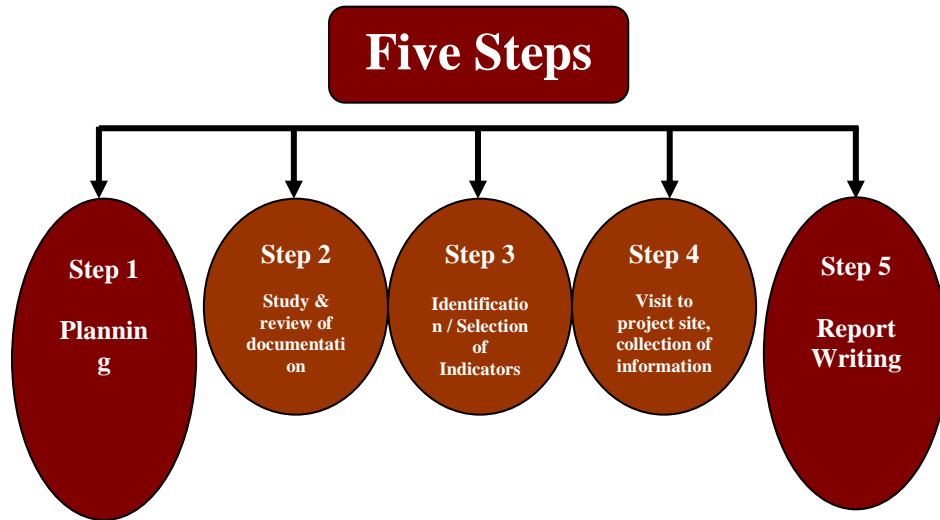 Five Steps
Step 1
Plannin
g
Step 2
Study &
review of
documentati
on
Step 3
Identificatio
n / Selection
of
Indicators
Step 4
Visit to
project site,
collection of
information
Step 5
Report
Writing